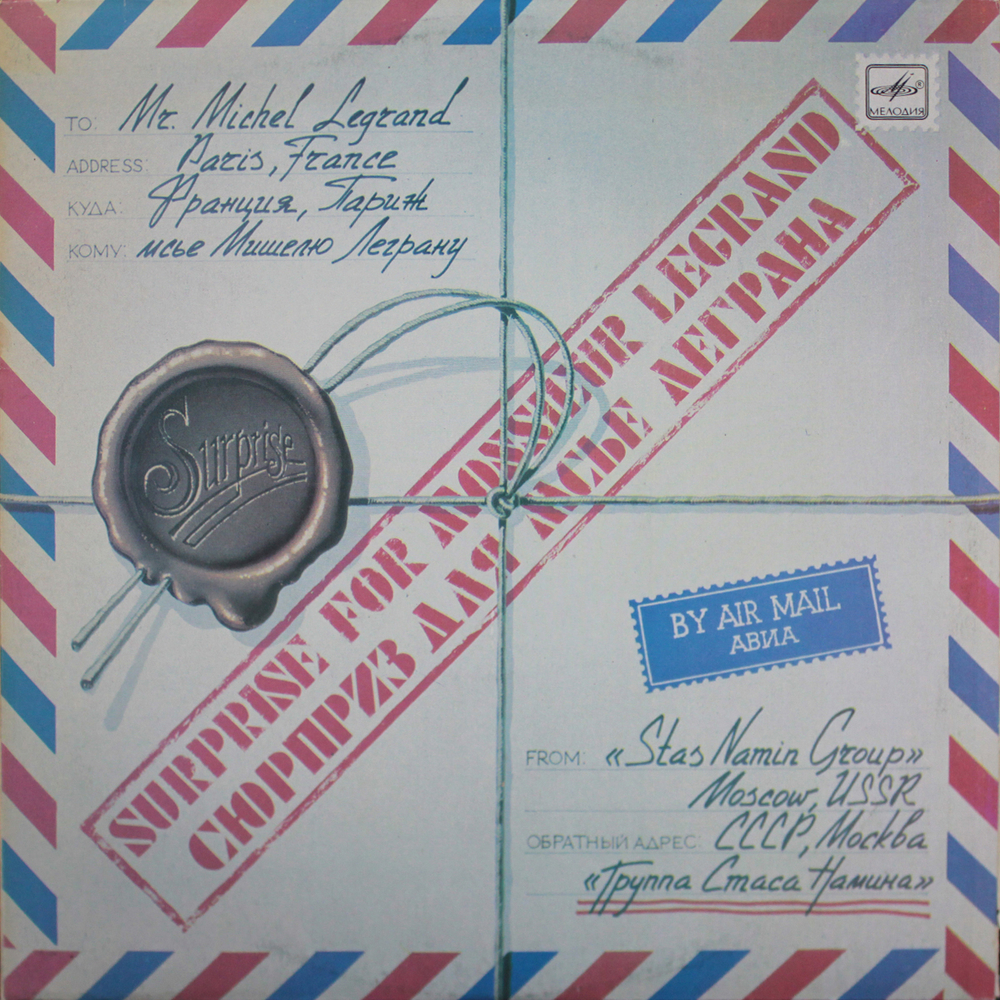 TO: Mr. Michel Legrand
ADDRESS: Paris, France
КУДА: Франция, Париж
КОМУ: мсье Мишелю Леграну
МЕЛОДИЯ
Surprise
SURPRISE FOR MONSIEUR LEGRAND
СЮРПРИЗ ДЛЯ МСЬЕ ЛЕГРАНА
BY AIR MAIL
АВИА
FROM: «Stas Namin Group»
Moscow, USSR
ОБРАТНЫЙ АДРЕС: СССР, Москва
«Группа Стаса Намина»